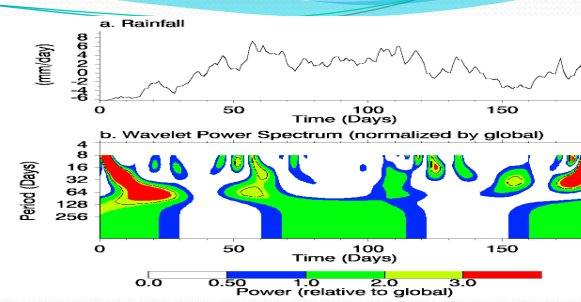 a. Rainfall
(mm/day)
8
6
4
2
-0
-2
-4
-6
0 50 100 150
Time (Days)
b. Wavelet Power Spectrum (normalized by global)
Period (Days)
4
8
16
32
64
128
256
0 50 100 150
Time (Days)
0.0 0.50 1.0 2.0 3.0
Power (relative to global)